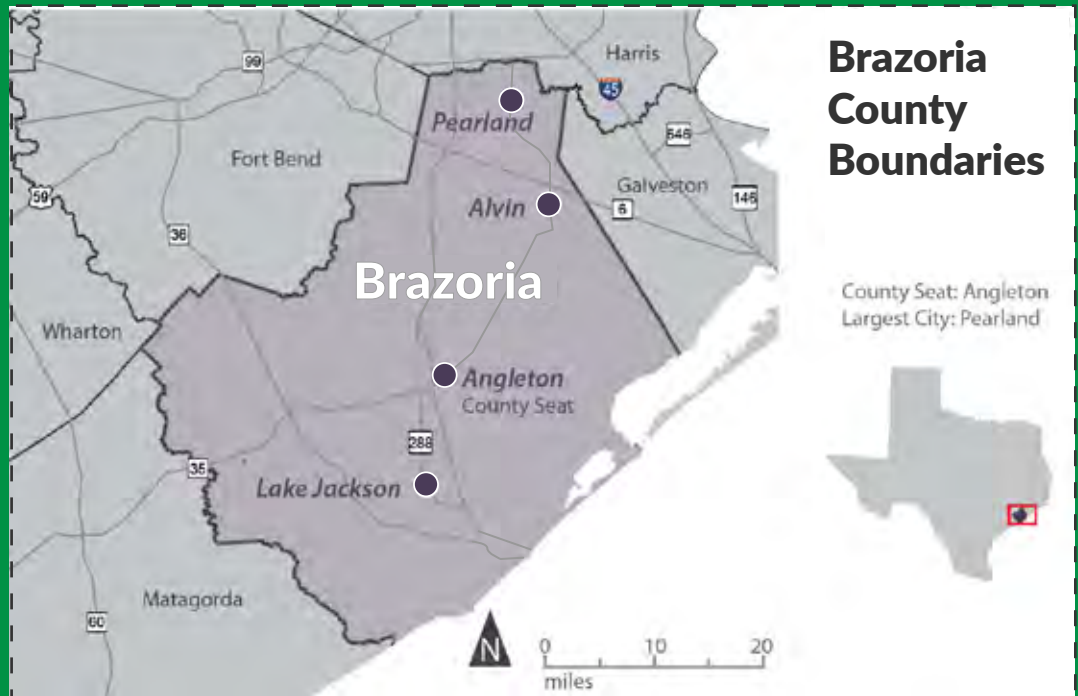 Brazoria
County
Boundaries
County Seat: Angleton
Largest City: Pearland
Harris
99
45
Pearland
646
Fort Bend
Galveston
59
146
6
Alvin
36
Brazoria
Wharton
Angleton
County Seat
288
35
Lake Jackson
Matagorda
60
N
0 10 20
miles